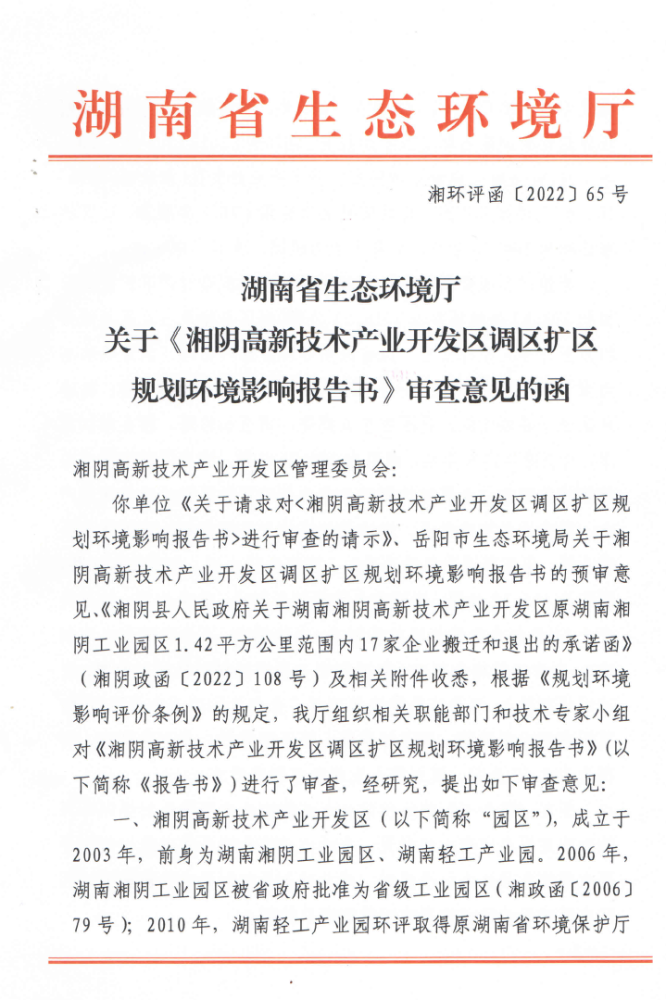 湖南省生态环境厅
湘环评函〔2022〕65号
湖南省生态环境厅
关于《湘阴高新技术产业开发区调区扩区
规划环境影响报告书》审查意见的函
湘阴高新技术产业开发区管理委员会：
你单位《关于请求对<湘阴高新技术产业开发区调区扩区规
划环境影响报告书>进行审查的请示》、岳阳市生态环境局关于湘
阴高新技术产业开发区调区扩区规划环境影响报告书的预审意
见、《湘阴县人民政府关于湖南湘阴高新技术产业开发区原湖南湘
阴工业园区1.42平方公里范围内17家企业搬迁和退出的承诺函》
（湘阴政函〔2022〕108号）及相关附件收悉，根据《规划环境
影响评价条例》的规定，我厅组织相关职能部门和技术专家小组
对《湘阴高新技术产业开发区调区扩区规划环境影响报告书》（以
下简称《报告书》）进行了审查，经研究，提出如下审查意见：
一、湘阴高新技术产业开发区（以下简称“园区”），成立于
2003年，前身为湖南湘阴工业园区、湖南轻工产业园。2006年，
湖南湘阴工业园区被省政府批准为省级工业园区（湘政函〔2006〕
79号）；2010年，湖南轻工产业园环评取得原湖南省环境保护厅